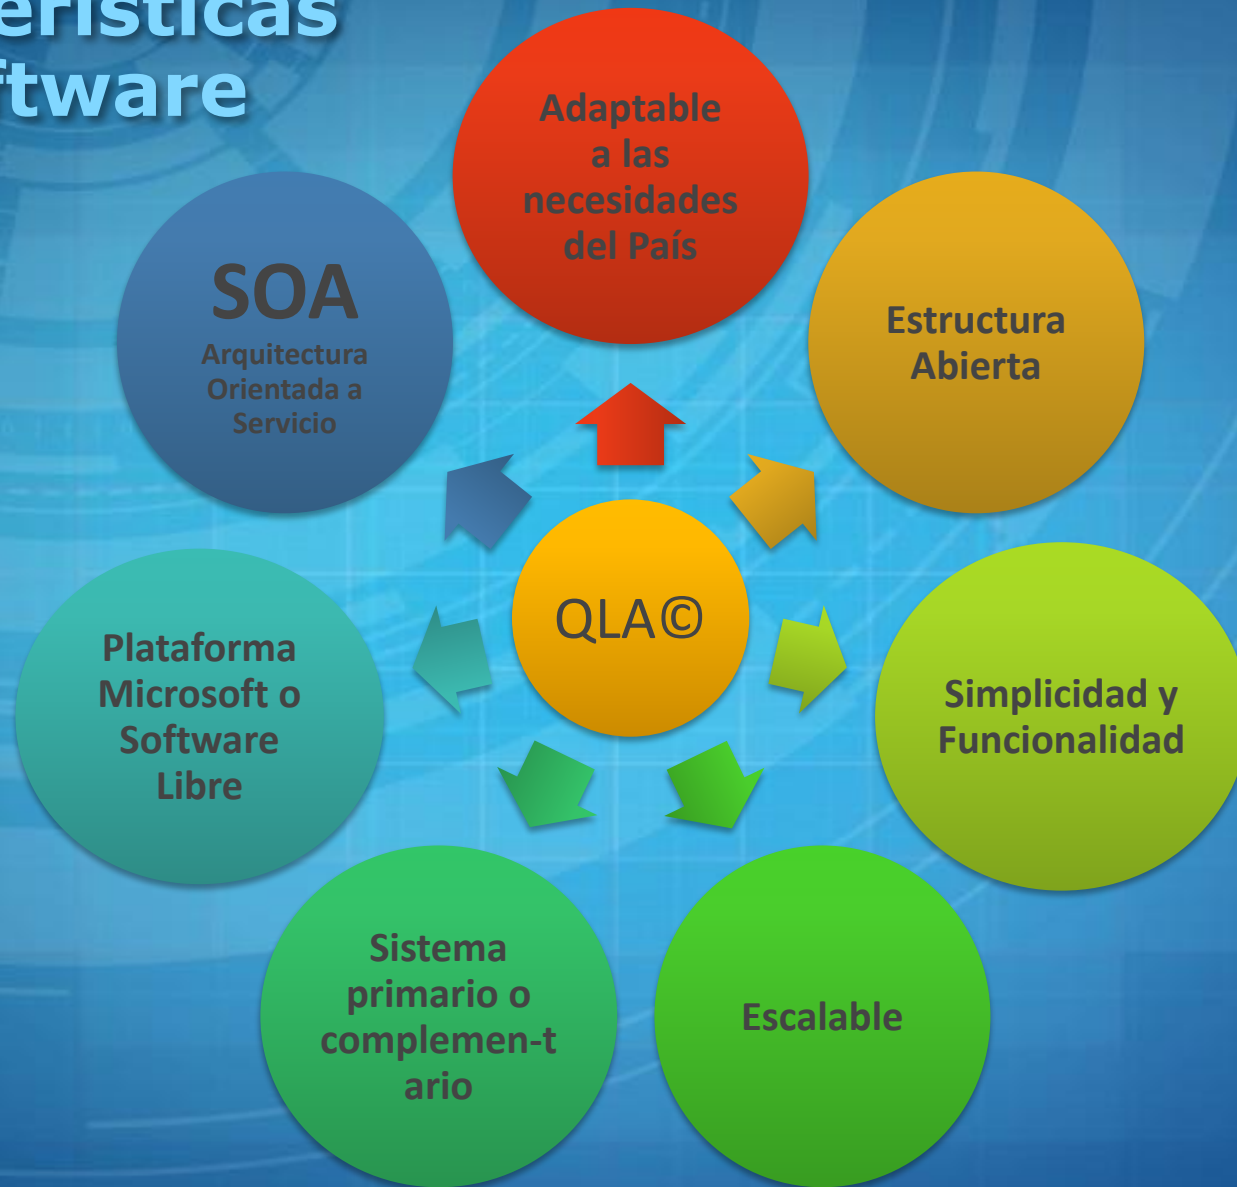 erísticas
ftware
Adaptable
a las
necesidades
del País
Estructura
Abierta
Simplicidad y
Funcionalidad
Escalable
Sistema
primario o
complemen-t
ario
Plataforma
Microsoft o
Software
Libre
SOA
Arquitectura
Orientada a
Servicio
QLA©